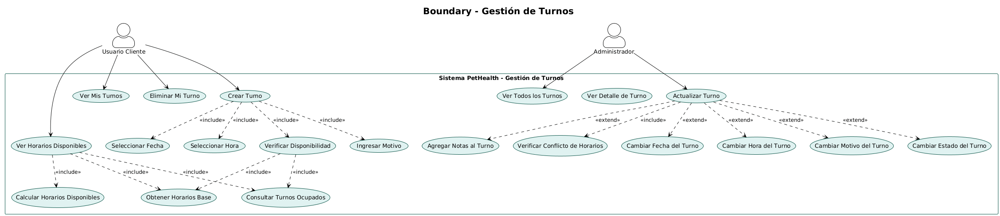 Boundary - Gestión de Turnos
Usuario Cliente
Administrador
Sistema PetHealth - Gestión de Turnos
Ver Mis Turnos
Eliminar Mi Turno
Crear Turno
Ver Todos los Turnos
Ver Detalle de Turno
Actualizar Turno
«include»
«include»
«include»
«include»
«extend»
«include»
«extend»
«extend»
«extend»
«extend»
Ver Horarios Disponibles
Seleccionar Fecha
Seleccionar Hora
Verificar Disponibilidad
Ingresar Motivo
Agregar Notas al Turno
Verificar Conflicto de Horarios
Cambiar Fecha del Turno
Cambiar Hora del Turno
Cambiar Motivo del Turno
Cambiar Estado del Turno
«include»
«include»
«include»
«include»
«include»
Calcular Horarios Disponibles
Obtener Horarios Base
Consultar Turnos Ocupados